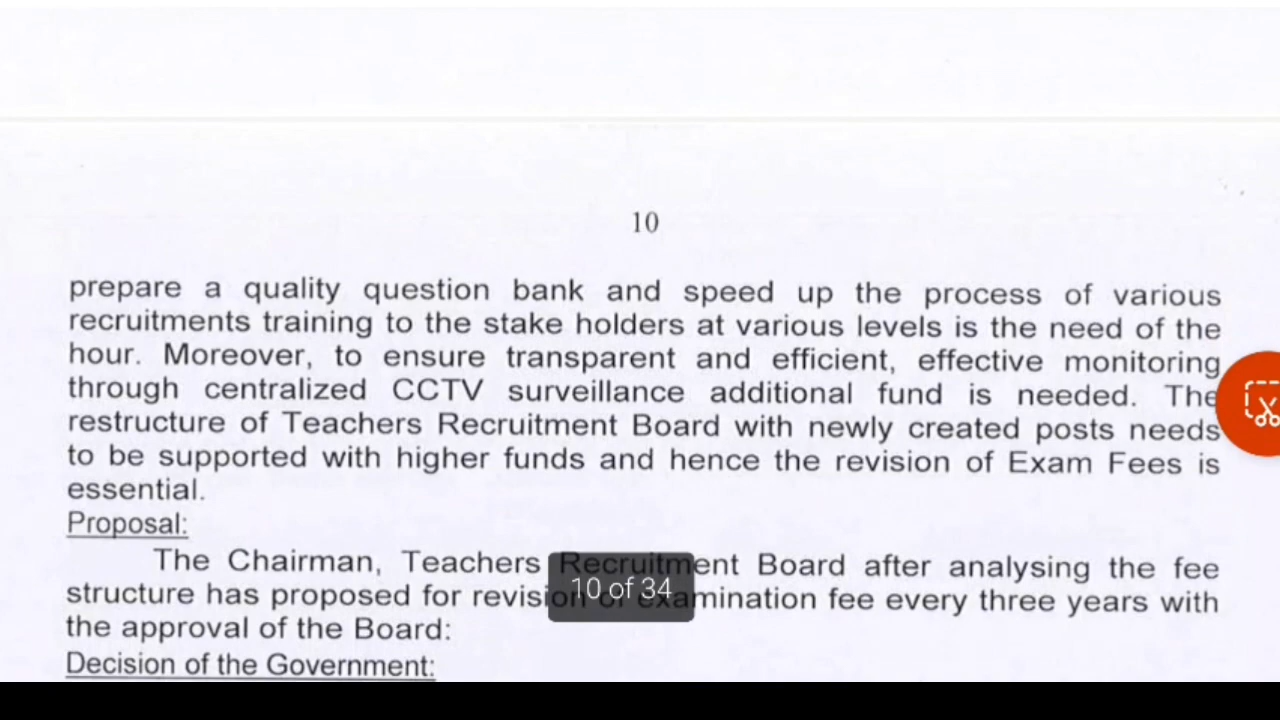 10
prepare a quality question bank and speed up the process of various
recruitments training to the stake holders at various levels is the need of the
hour. Moreover, to ensure transparent and efficient, effective monitoring
through centralized CCTV surveillance additional fund is needed. The
restructure of Teachers Recruitment Board with newly created posts needs
to be supported with higher funds and hence the revision of Exam Fees is
essential.
Proposal:
The Chairman, Teachers Recruitment Board after analysing the fee
structure has proposed for revision of examination fee every three years with
10 of 34
the approval of the Board:
Decision of the Government: